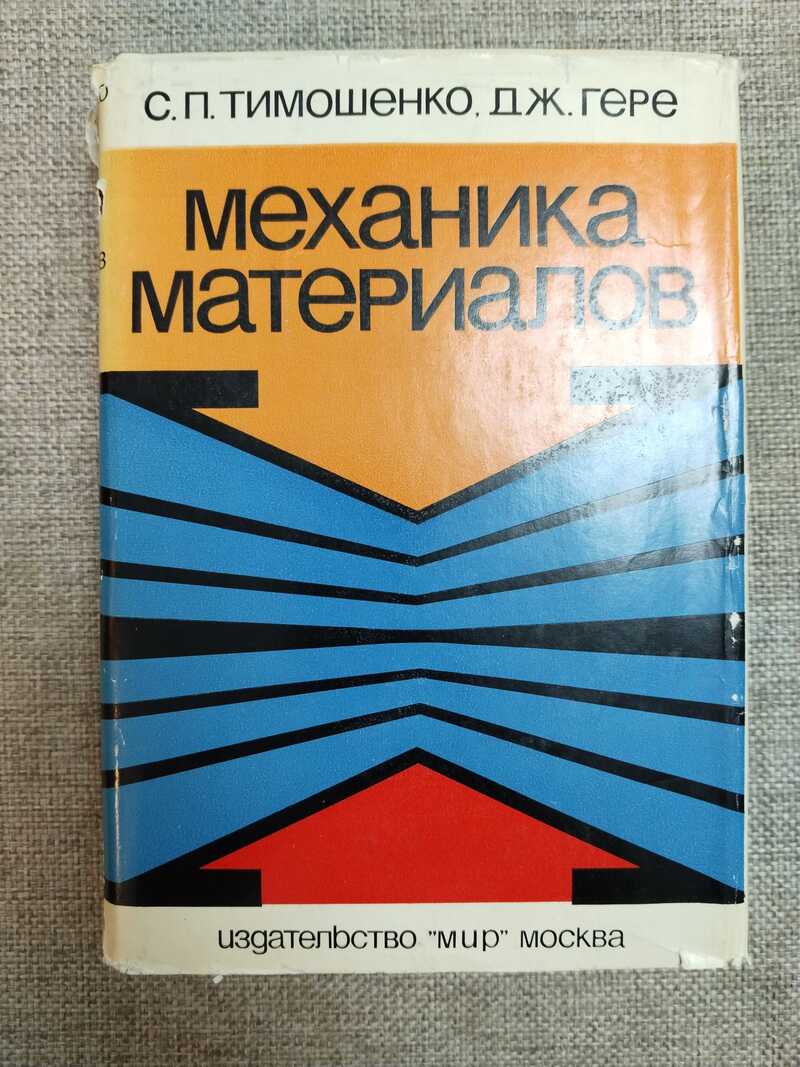 С.П.ТИМОШЕНКО, ДЖ.ГЕРЕ
механика
материалов
издательство "мир" москва